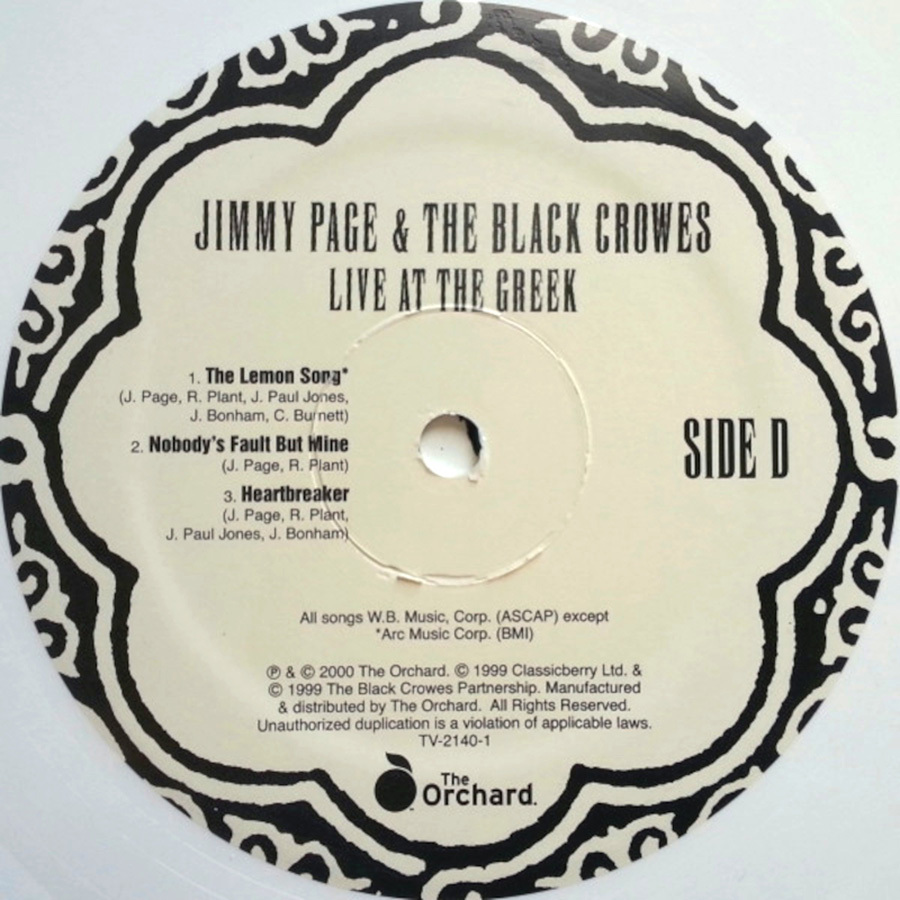 JIMMY PAGE & THE BLACK CROWES
LIVE AT THE GREEK
1. The Lemon Song*
(J. Page, R. Plant, J. Paul Jones,
J. Bonham, C. Burnett)
2. Nobody's Fault But Mine
(J. Page, R. Plant)
3. Heartbreaker
(J. Page, R. Plant,
J. Paul Jones, J. Bonham)
SIDE D
All songs W.B. Music, Corp. (ASCAP) except
*Arc Music Corp. (BMI)
℗ & © 2000 The Orchard. © 1999 Classicberry Ltd. &
© 1999 The Black Crowes Partnership. Manufactured
& distributed by The Orchard. All Rights Reserved.
Unauthorized duplication is a violation of applicable laws.
TV-2140-1
The
Orchard.